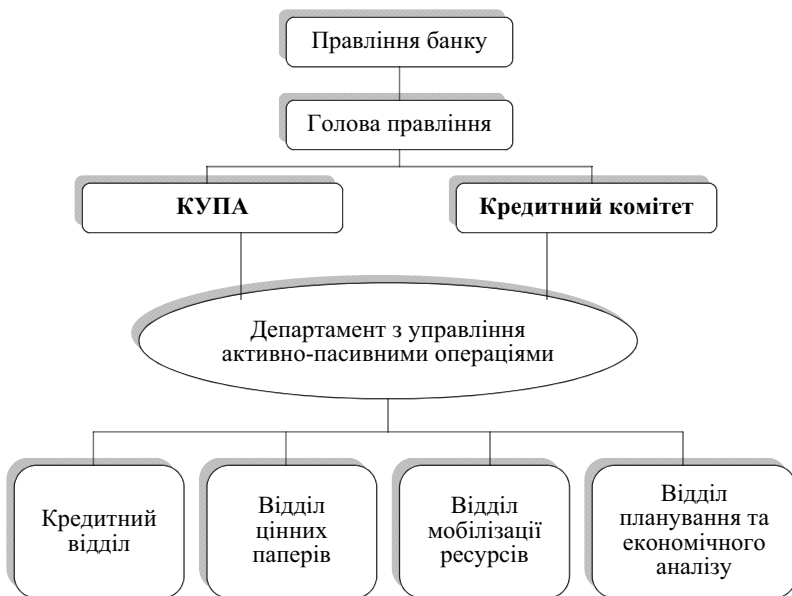 Правління банку
Голова правління
КУПА
Кредитний комітет
Департамент з управління
активно-пасивними операціями
Кредитний
відділ
Відділ
цінних
паперів
Відділ
мобілізації
ресурсів
Відділ
планування та
економічного
аналізу